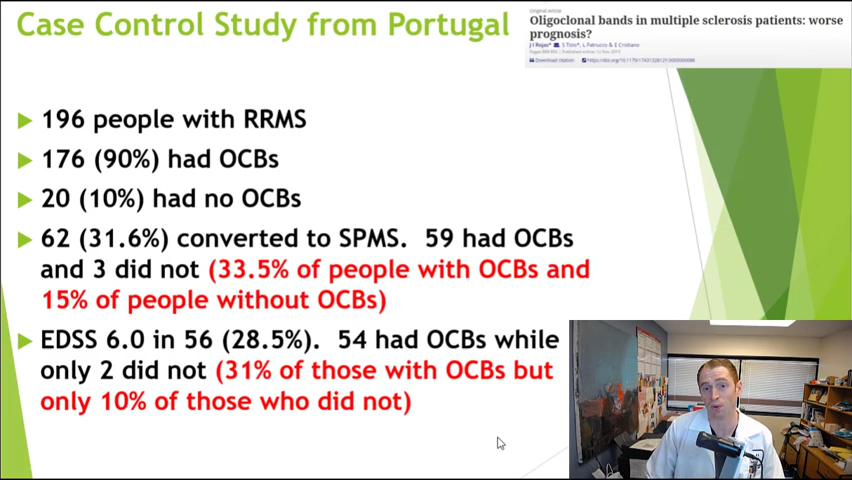 Case Control Study from Portugal
Original Article
Oligoclonal bands in multiple sclerosis patients: worse
prognosis?
196 people with RRMS
176 (90%) had OCBs
20 (10%) had no OCBs
62 (31.6%) converted to SPMS. 59 had OCBs
and 3 did not (33.5% of people with OCBs and
15% of people without OCBs)
EDSS 6.0 in 56 (28.5%). 54 had OCBs while
only 2 did not (31% of those with OCBs but
only 10% of those who did not)